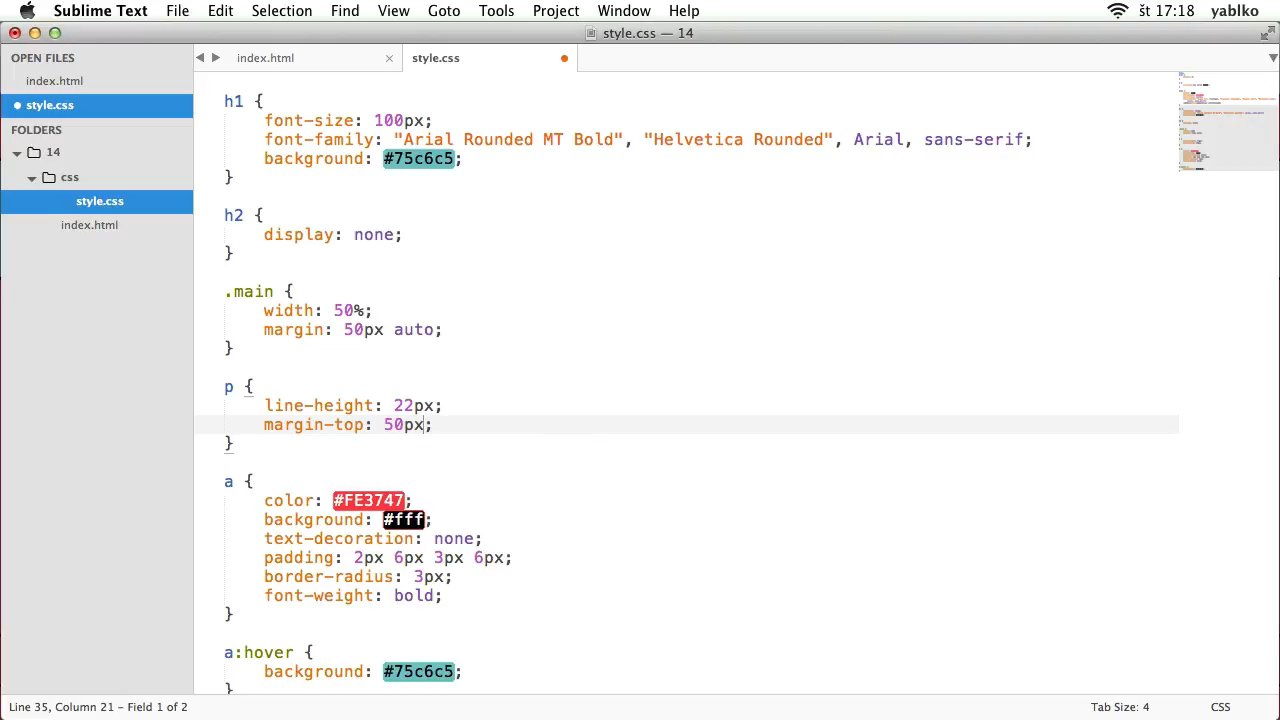 Sublime Text File Edit Selection Find View Goto Tools Project Window Help št 17:18 yablko
style.css — 14
OPEN FILES
index.html
style.css
FOLDERS
14
css
style.css
index.html
index.html style.css
h1 {
font-size: 100px;
font-family: "Arial Rounded MT Bold", "Helvetica Rounded", Arial, sans-serif;
background: #75c6c5;
}
h2 {
display: none;
}
.main {
width: 50%;
margin: 50px auto;
}
p {
line-height: 22px;
margin-top: 50px;
}
a {
color: #FE3747;
background: #fff;
text-decoration: none;
padding: 2px 6px 3px 6px;
border-radius: 3px;
font-weight: bold;
}
a:hover {
background: #75c6c5;
}
Line 35, Column 21 - Field 1 of 2 Tab Size: 4 CSS